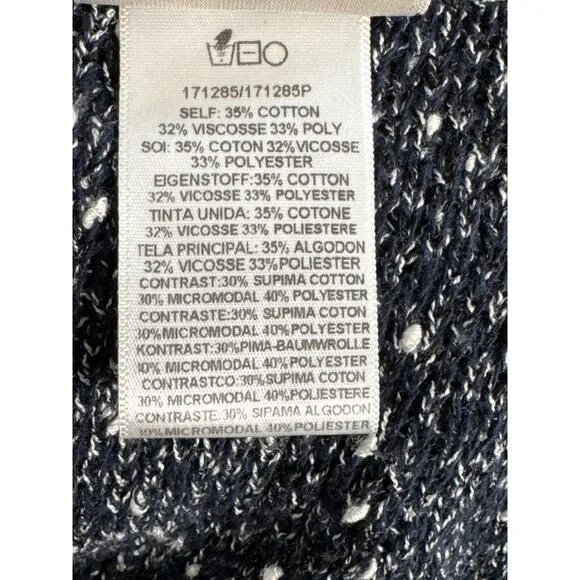 171285/171285P
SELF: 35% COTTON
32% VISCOSSE 33% POLY
SOI: 35% COTON 32%VICOSSE
33% POLYESTER
EIGENSTOFF:35% COTTON
32% VICOSSE 33% POLYESTER
TINTA UNIDA: 35% COTONE
32% VICOSSE 33% POLIESTERE
TELA PRINCIPAL: 35% ALGODON
32% VICOSSE 33%POLIESTER
CONTRAST:30% SUPIMA COTTON
30% MICROMODAL 40% POLYESTER
CONTRASTE:30% SUPIMA COTON
30%MICROMODAL 40%POLYESTER
KONTRAST:30%PIMA-BAUMWROLLE
30% MICROMODAL 40%POLYESTER
CONTRASTCO:30%SUPIMA COTON
30% MICROMODAL 40%POLIESTERE
CONTRASTE: 30% SIPAMA ALGODON
30%MICROMODAL 40%POLIESTER